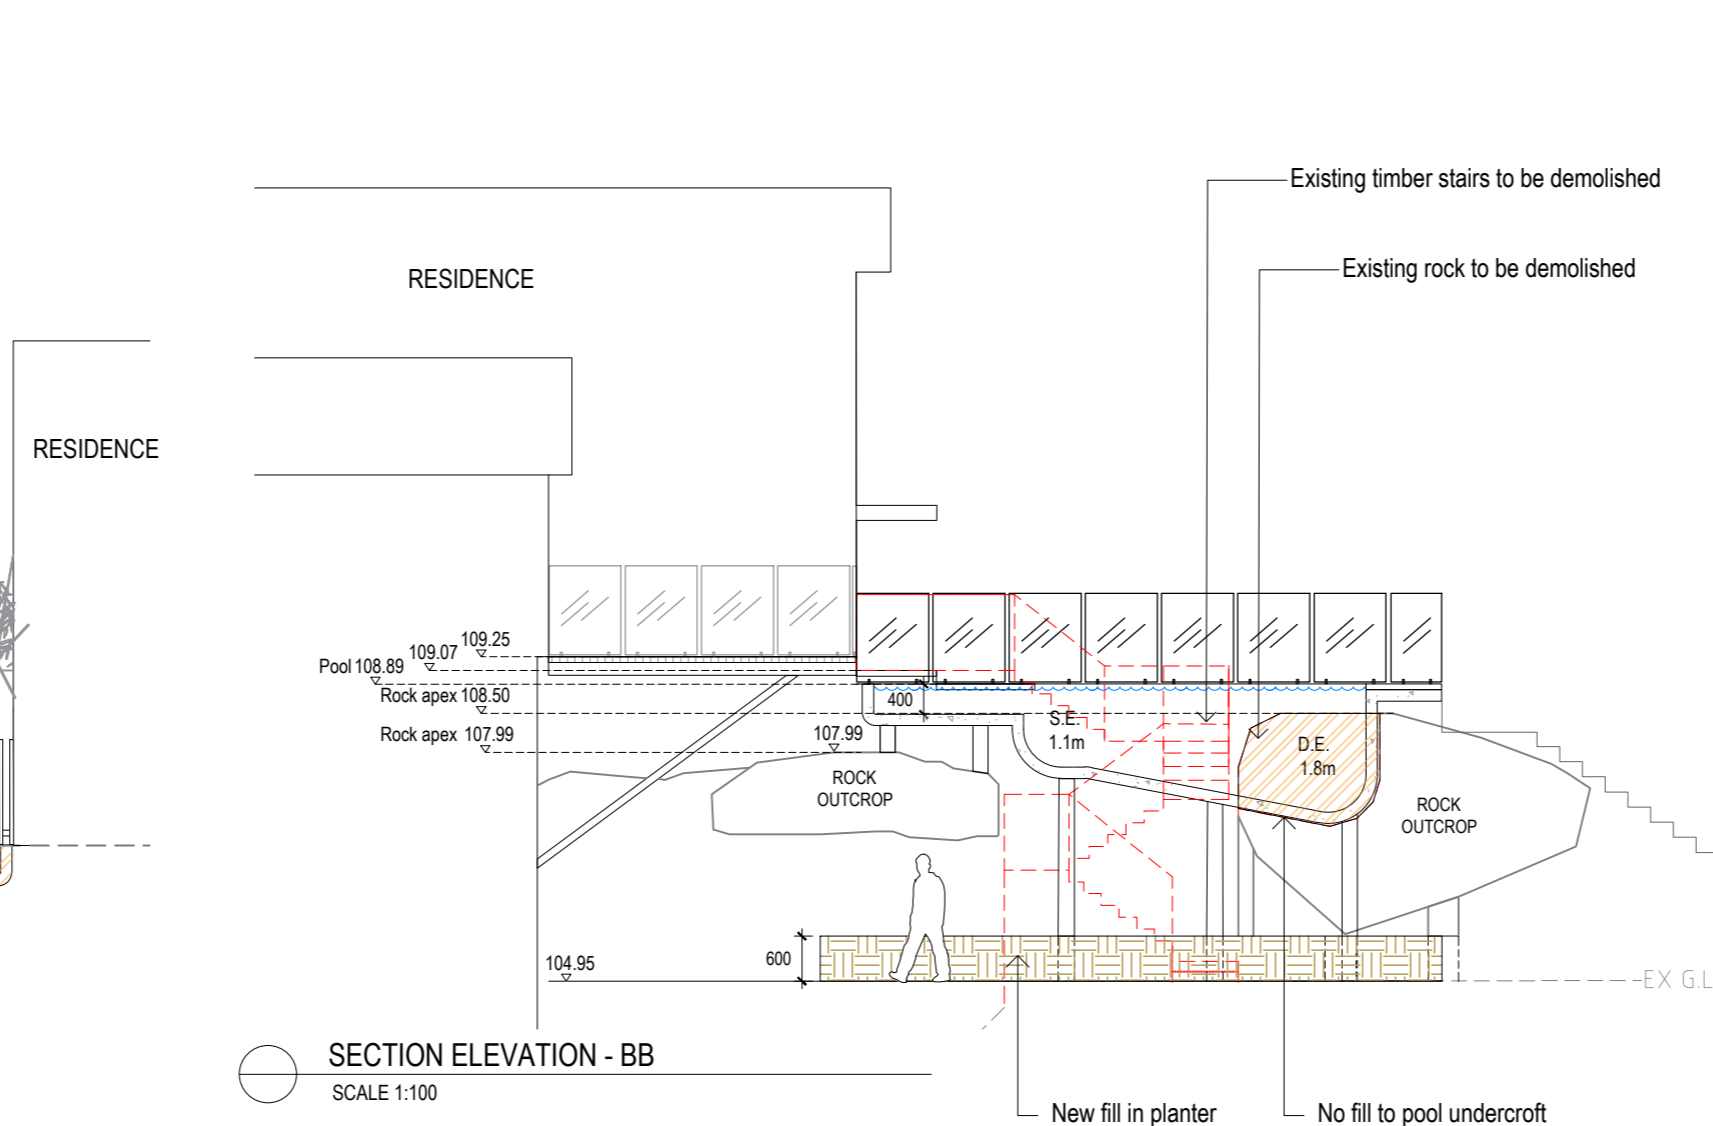 Existing timber stairs to be demolished
Existing rock to be demolished
RESIDENCE
RESIDENCE
109.25
109.07
Pool 108.89
Rock apex 108.50
Rock apex 107.99
107.99
400
S.E.
1.1m
D.E.
1.8m
ROCK
OUTCROP
ROCK
OUTCROP
600
104.95
EX G.L
SECTION ELEVATION - BB
SCALE 1:100
New fill in planter
No fill to pool undercroft